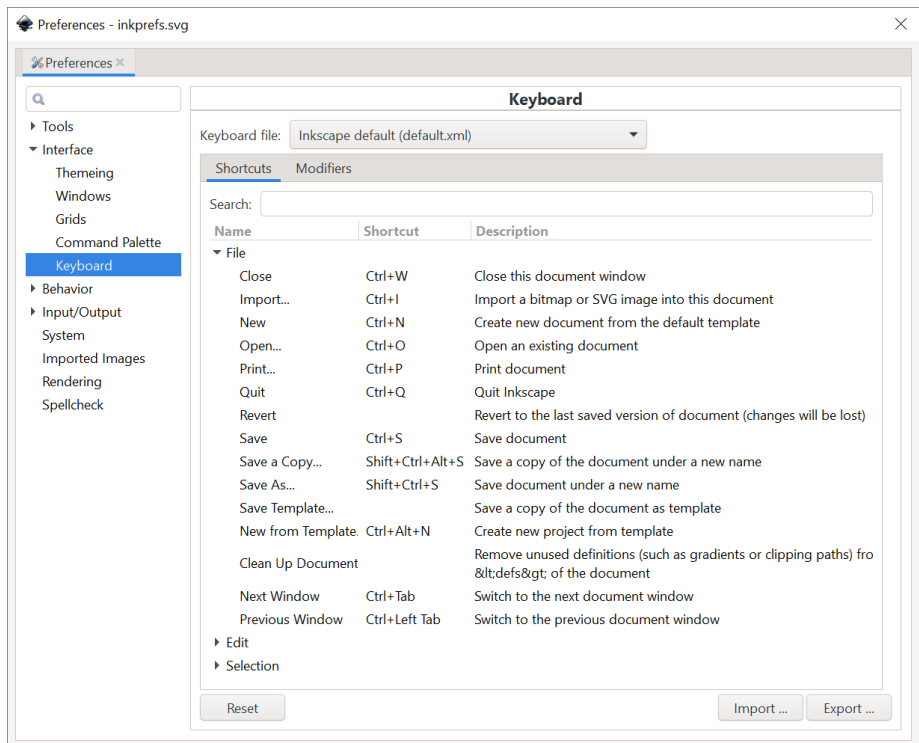 Preferences - inkprefs.svg
Preferences
Keyboard
Tools
Interface
Themeing
Windows
Grids
Command Palette
Keyboard
Behavior
Input/Output
System
Imported Images
Rendering
Spellcheck
Keyboard file: Inkscape default (default.xml)
Shortcuts Modifiers
Search:
Name Shortcut Description
File
Close Ctrl+W Close this document window
Import... Ctrl+I Import a bitmap or SVG image into this document
New Ctrl+N Create new document from the default template
Open... Ctrl+O Open an existing document
Print... Ctrl+P Print document
Quit Ctrl+Q Quit Inkscape
Revert Revert to the last saved version of document (changes will be lost)
Save Ctrl+S Save document
Save a Copy... Shift+Ctrl+Alt+S Save a copy of the document under a new name
Save As... Shift+Ctrl+S Save document under a new name
Save Template... Save a copy of the document as template
New from Template. Ctrl+Alt+N Create new project from template
Clean Up Document Remove unused definitions (such as gradients or clipping paths) fro
&lt;defs&gt; of the document
Next Window Ctrl+Tab Switch to the next document window
Previous Window Ctrl+Left Tab Switch to the previous document window
Edit
Selection
Reset Import ... Export ...